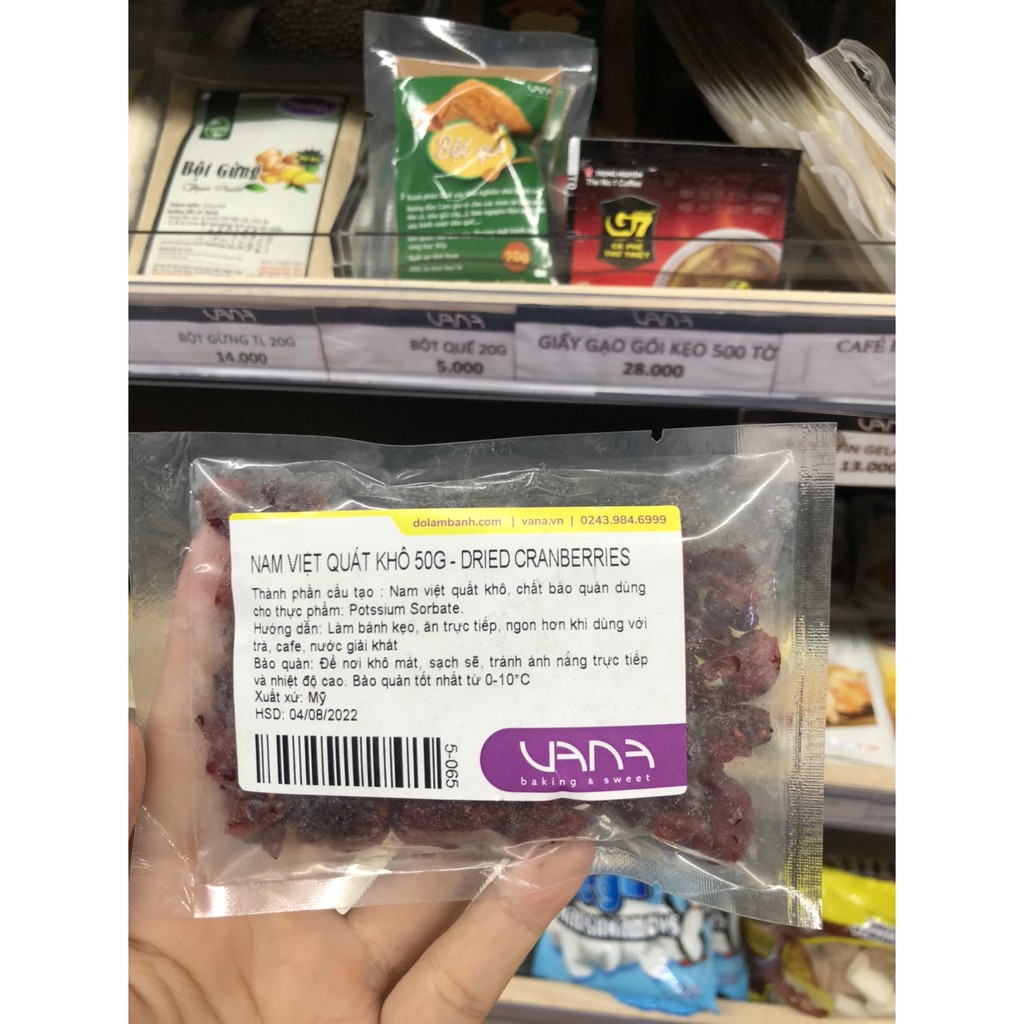 Bột Gừng
Bột quế
50g
TRUNG NGUYEN
The No.1 Coffee
G7
CÀ PHÊ
THỨ THIỆT
VANA
BỘT GỪNG TL 20G
14.000
VANA
BỘT QUẾ 20G
5.000
VANA
GIẤY GẠO GÓI KẸO 500 TỜ
28.000
CAFÉ
13.000
dolambanh.com | vana.vn | 0243.984.6999
NAM VIỆT QUẤT KHÔ 50G - DRIED CRANBERRIES
Thành phần cấu tạo : Nam việt quất khô, chất bảo quản dùng
cho thực phẩm: Potssium Sorbate.
Hướng dẫn: Làm bánh kẹo, ăn trực tiếp, ngon hơn khi dùng với
trà, cafe, nước giải khát
Bảo quản: Để nơi khô mát, sạch sẽ, tránh ánh nắng trực tiếp
và nhiệt độ cao. Bảo quản tốt nhất từ 0-10°C
Xuất xứ: Mỹ
HSD: 04/08/2022
5-065
VANA
baking & sweet